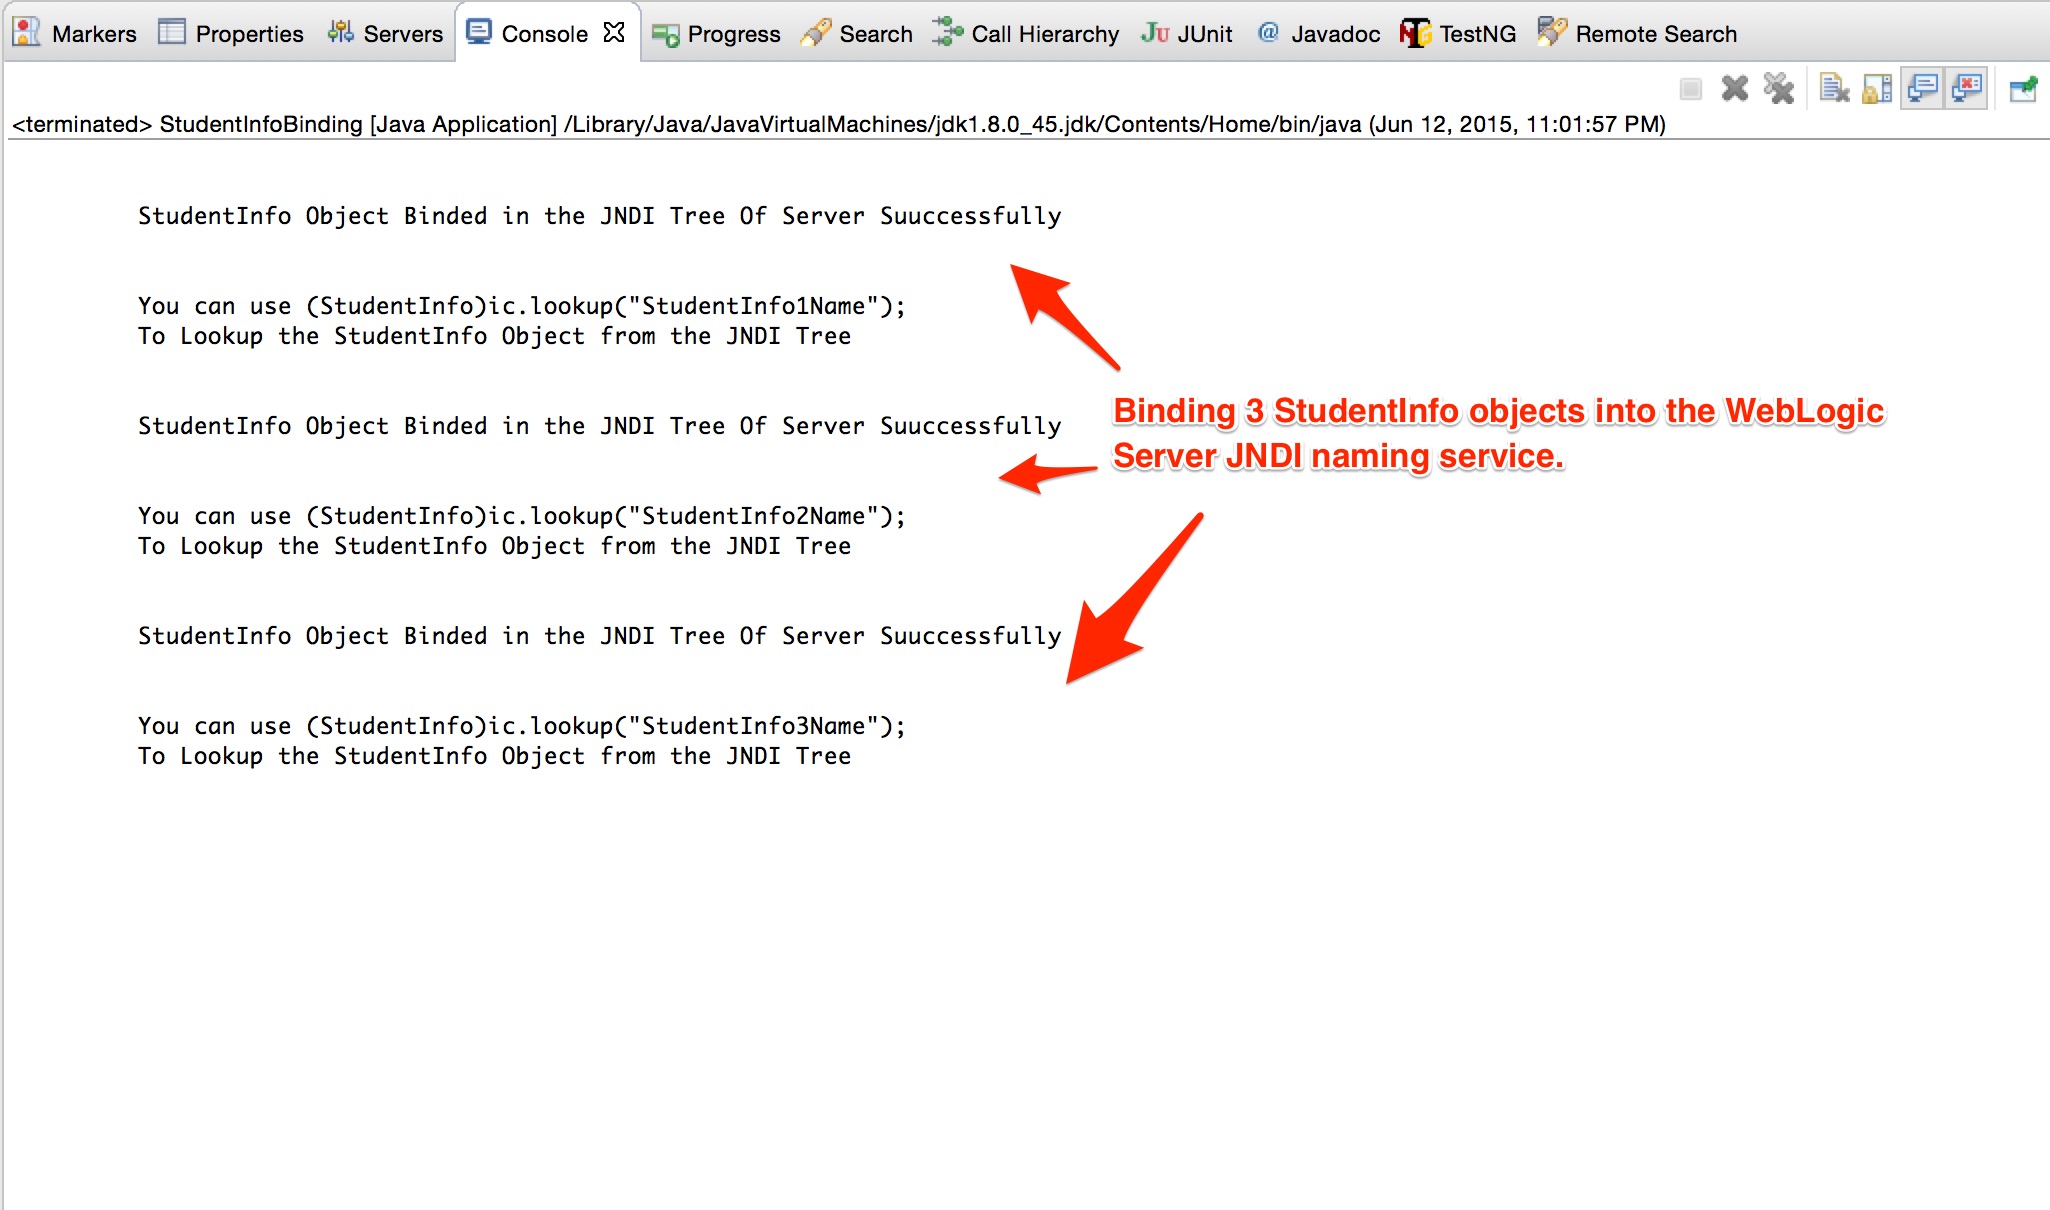 Markers Properties Servers Console Progress Search Call Hierarchy Ju JUnit @ Javadoc TestNG Remote Search
<terminated> StudentInfoBinding [Java Application] /Library/Java/JavaVirtualMachines/jdk1.8.0_45.jdk/Contents/Home/bin/java (Jun 12, 2015, 11:01:57 PM)
StudentInfo Object Binded in the JNDI Tree Of Server Suuccessfully
You can use (StudentInfo)ic.lookup("StudentInfo1Name");
To Lookup the StudentInfo Object from the JNDI Tree
StudentInfo Object Binded in the JNDI Tree Of Server Suuccessfully
Binding 3 StudentInfo objects into the WebLogic
Server JNDI naming service.
You can use (StudentInfo)ic.lookup("StudentInfo2Name");
To Lookup the StudentInfo Object from the JNDI Tree
StudentInfo Object Binded in the JNDI Tree Of Server Suuccessfully
You can use (StudentInfo)ic.lookup("StudentInfo3Name");
To Lookup the StudentInfo Object from the JNDI Tree